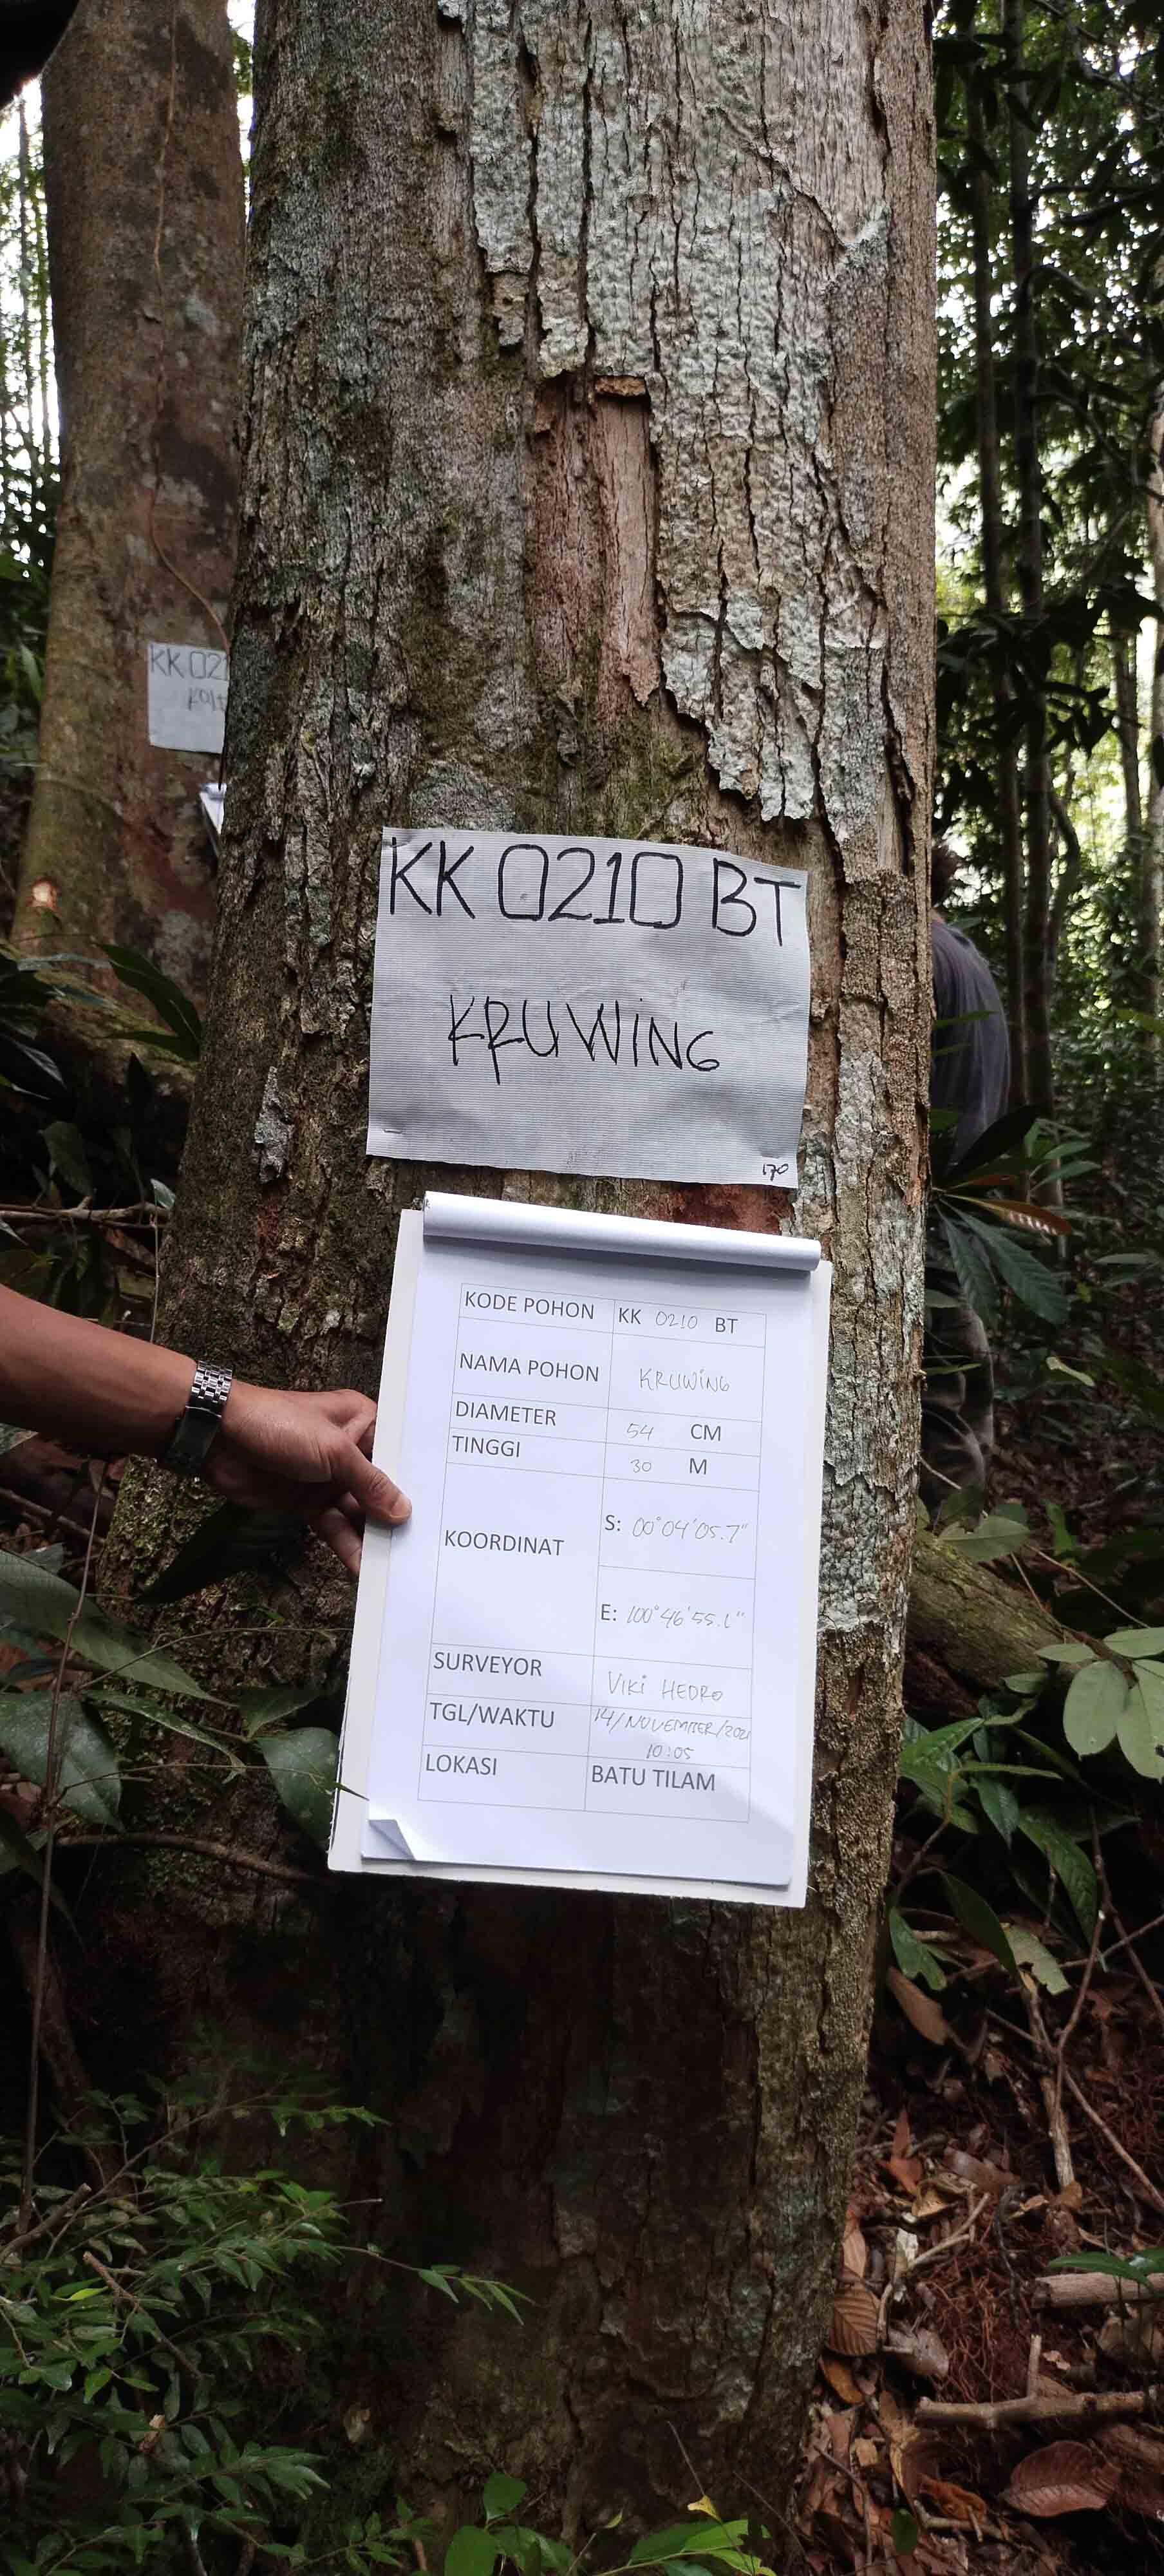 KK 021
KK 0210 BT
KRUWING
170
KODE POHON KK 0210 BT
NAMA POHON KRUWING
DIAMETER 54 CM
TINGGI 30 M
KOORDINAT
S: 00°04'05.7"
E: 100°46'55.1"
SURVEYOR VIKI HEDRO
TGL/WAKTU 14/NOVEMBER/202
10:05
LOKASI BATU TILAM